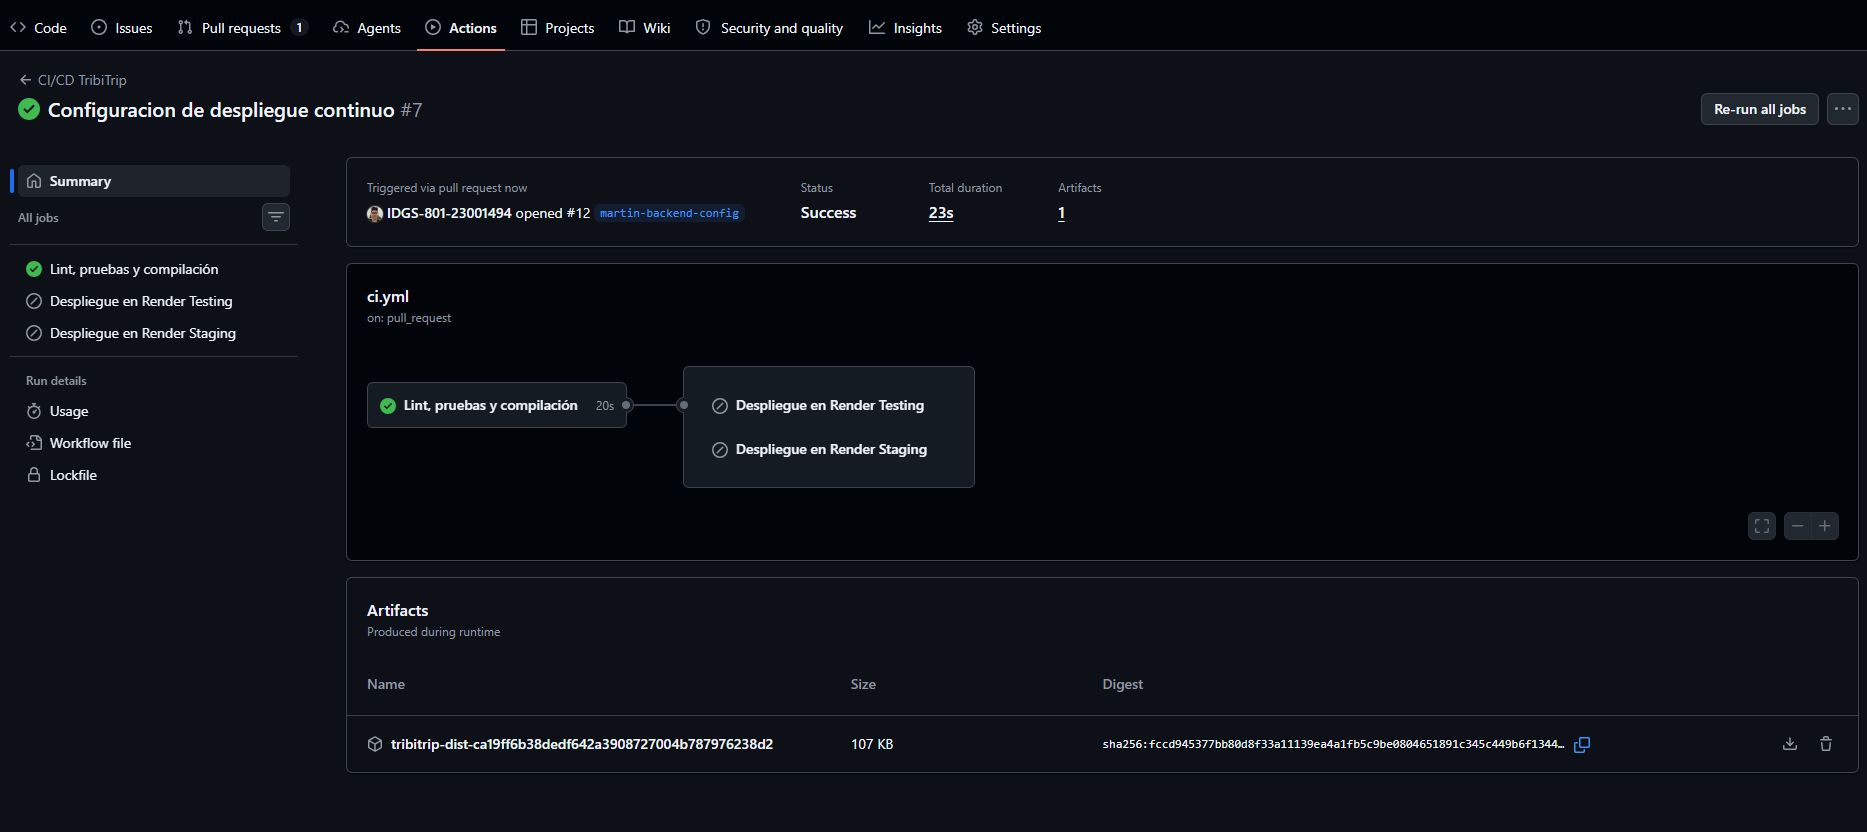 Code Issues Pull requests 1 Agents Actions Projects Wiki Security and quality Insights Settings
CI/CD TribiTrip
Configuracion de despliegue continuo #7
Re-run all jobs
Summary
All jobs
Lint, pruebas y compilación
Despliegue en Render Testing
Despliegue en Render Staging
Run details
Usage
Workflow file
Lockfile
Triggered via pull request now
IDGS-801-23001494 opened #12 martin-backend-config
Status
Success
Total duration
23s
Artifacts
1
ci.yml
on: pull_request
Lint, pruebas y compilación 20s
Despliegue en Render Testing
Despliegue en Render Staging
Artifacts
Produced during runtime
Name Size Digest
tribitrip-dist-ca19ff6b38dedf642a3908727004b787976238d2 107 KB sha256:fccd945377bb80d8f33a11139ea4a1fb5c9be0804651891c345c449b6f1344…